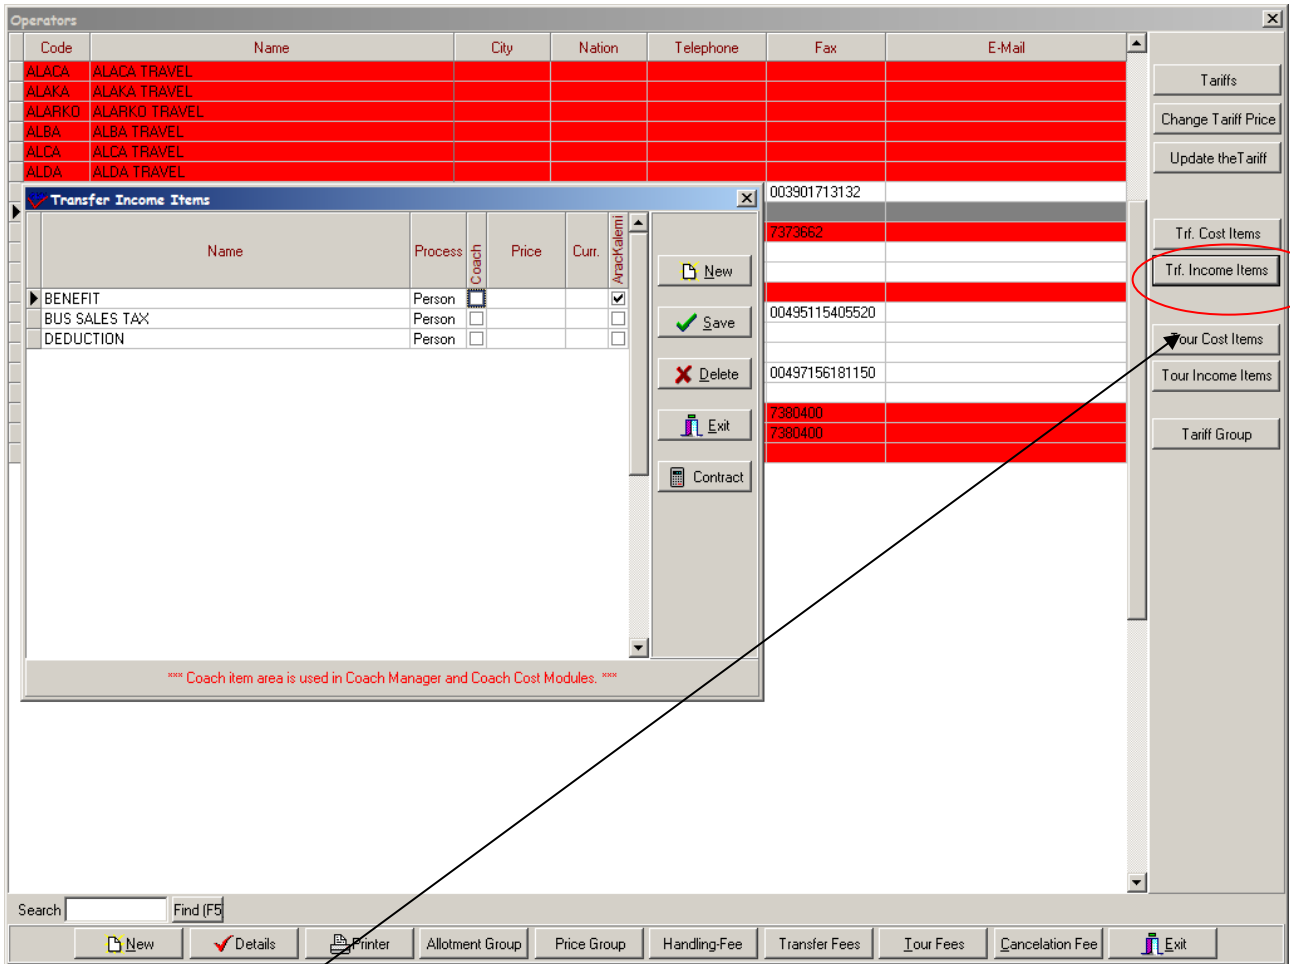 Operators
Code Name City Nation Telephone Fax E-Mail
ALACA ALACA TRAVEL
ALAKA ALAKA TRAVEL
ALARKO ALARKO TRAVEL
ALBA ALBA TRAVEL
ALCA ALCA TRAVEL
ALDA ALDA TRAVEL
003901713132
7373662
00495115405520
00497156181150
7380400
7380400
Transfer Income Items
Name Process Coach Price Curr. AracKalemi
BENEFIT Person
BUS SALES TAX Person
DEDUCTION Person
New
Save
Delete
Exit
Contract
*** Coach item area is used in Coach Manager and Coach Cost Modules. ***
Tariffs
Change Tariff Price
Update theTariff
Trf. Cost Items
Trf. Income Items
Tour Cost Items
Tour Income Items
Tariff Group
Search Find (F5
New Details Printer Allotment Group Price Group Handling-Fee Transfer Fees Tour Fees Cancelation Fee Exit